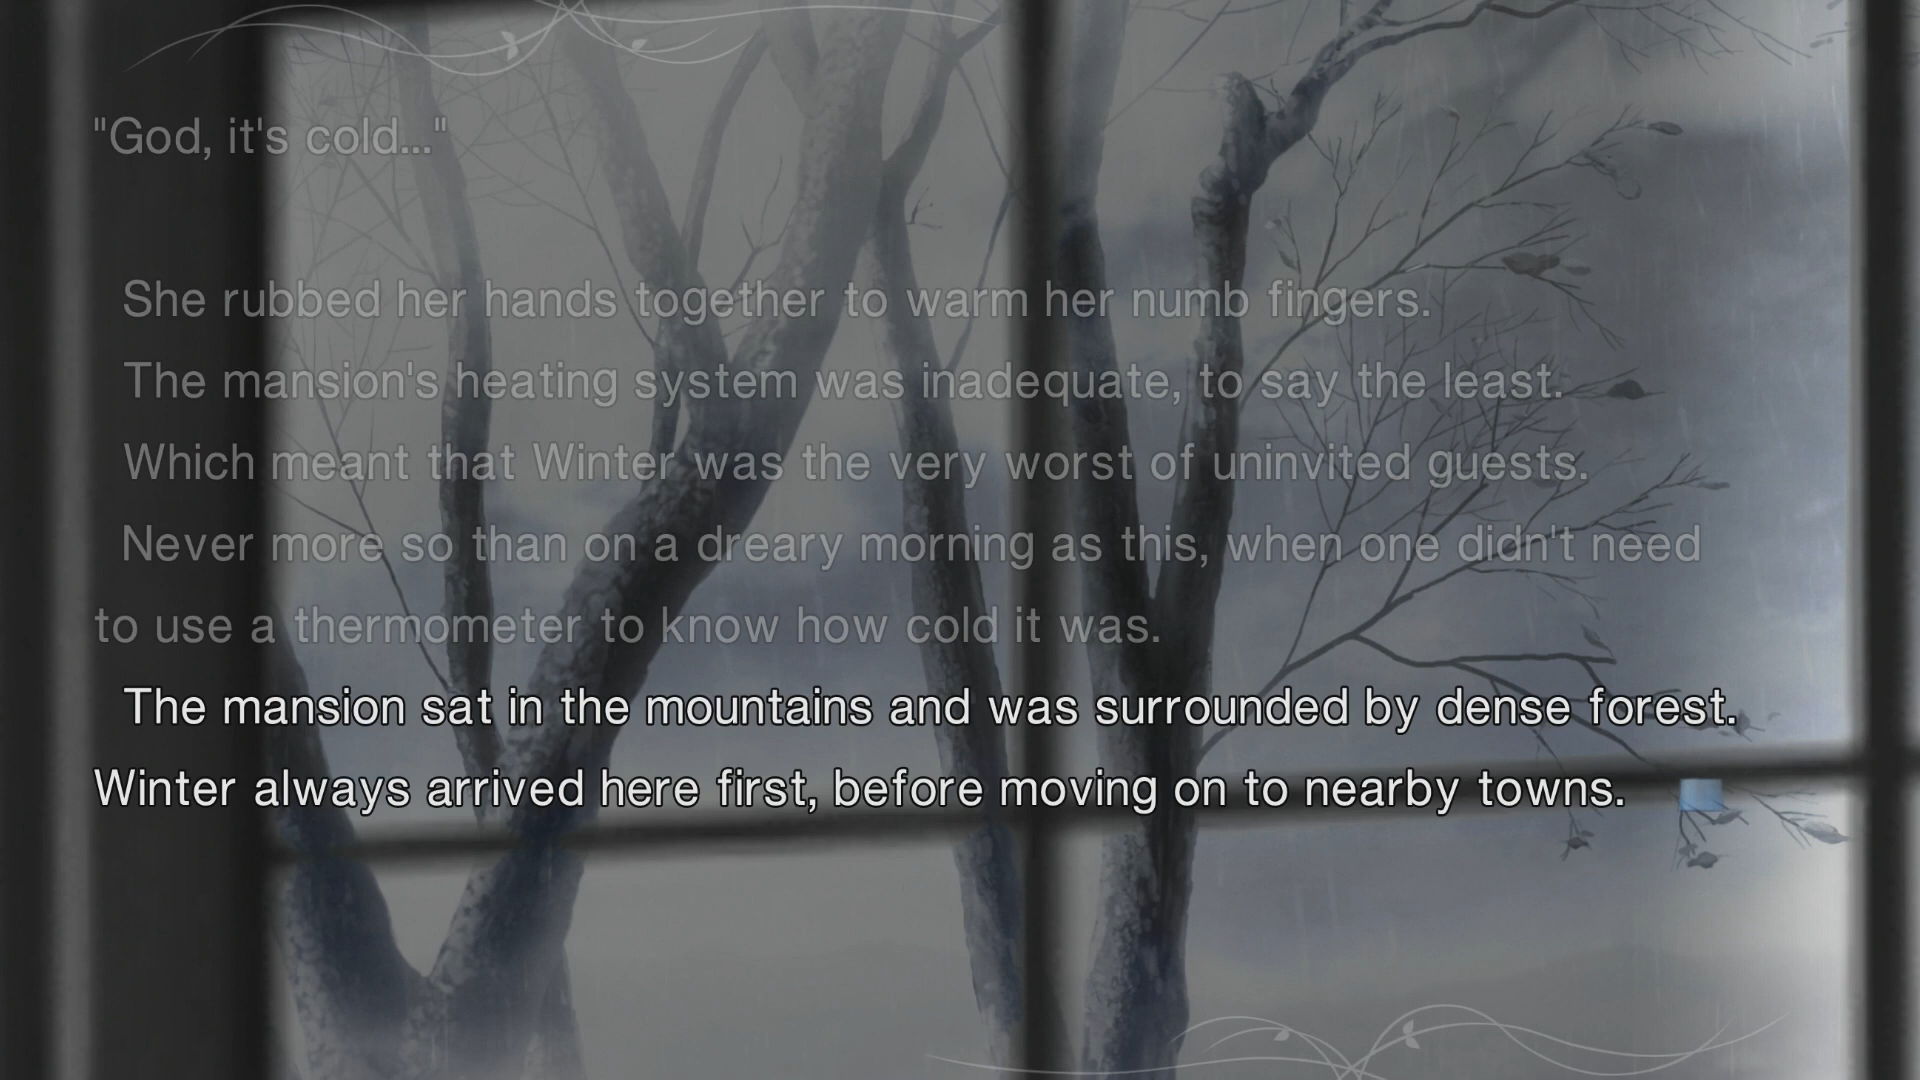 "God, it's cold..."
She rubbed her hands together to warm her numb fingers.
The mansion's heating system was inadequate, to say the least.
Which meant that Winter was the very worst of uninvited guests.
Never more so than on a dreary morning as this, when one didn't need
to use a thermometer to know how cold it was.
The mansion sat in the mountains and was surrounded by dense forest.
Winter always arrived here first, before moving on to nearby towns.